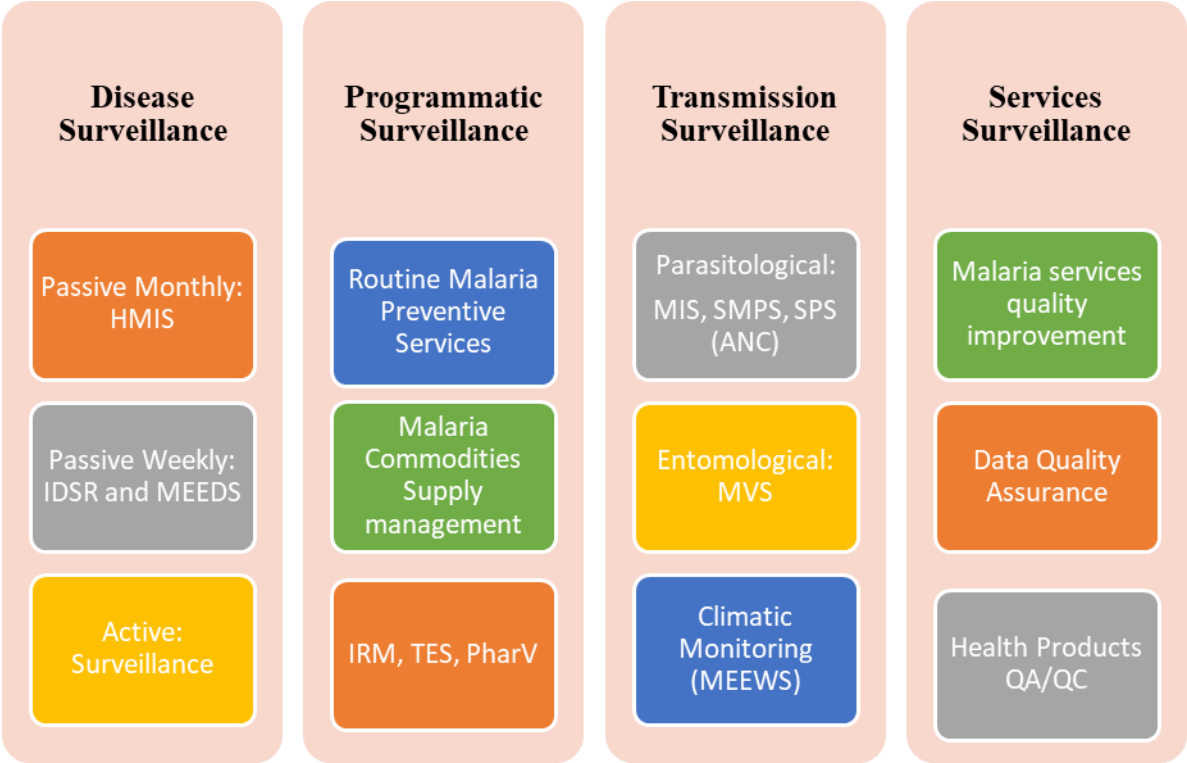 Disease
Surveillance
Passive Monthly:
HMIS
Passive Weekly:
IDSR and MEEDS
Active:
Surveillance
Programmatic
Surveillance
Routine Malaria
Preventive
Services
Malaria
Commodities
Supply
management
IRM, TES, PharV
Transmission
Surveillance
Parasitological:
MIS, SMPS, SPS
(ANC)
Entomological:
MVS
Climatic
Monitoring
(MEEWS)
Services
Surveillance
Malaria services
quality
improvement
Data Quality
Assurance
Health Products
QA/QC